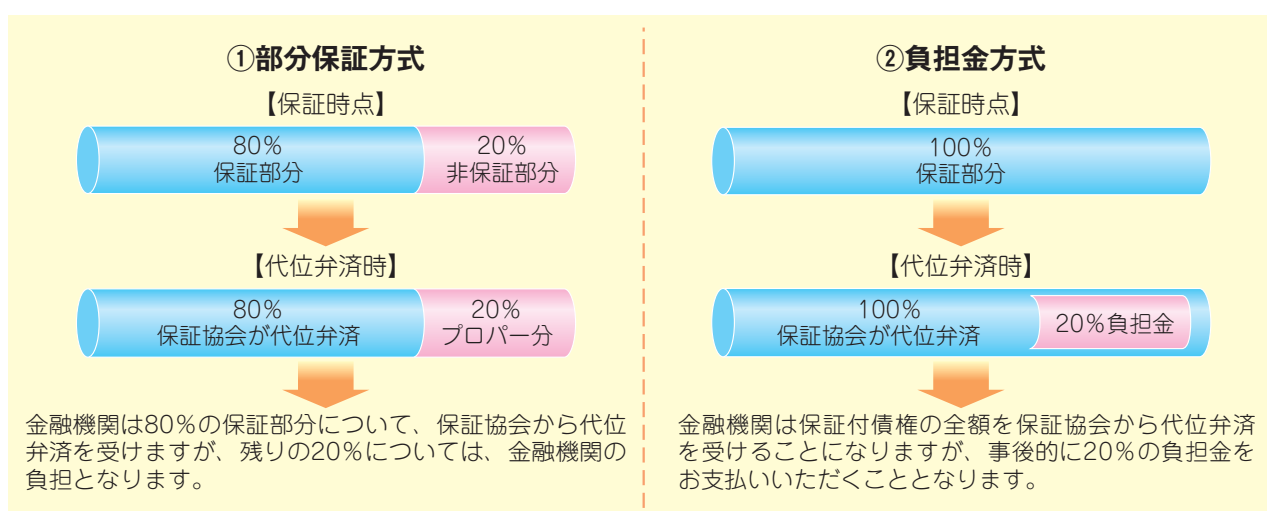 ①部分保証方式
【保証時点】
80%
保証部分
20%
非保証部分
【代位弁済時】
80%
保証協会が代位弁済
20%
プロパー分
金融機関は80%の保証部分について、保証協会から代位
弁済を受けますが、残りの20%については、金融機関の
負担となります。
②負担金方式
【保証時点】
100%
保証部分
【代位弁済時】
100%
保証協会が代位弁済
20%負担金
金融機関は保証付債権の全額を保証協会から代位弁済
を受けることになりますが、事後的に20%の負担金を
お支払いいただくこととなります。